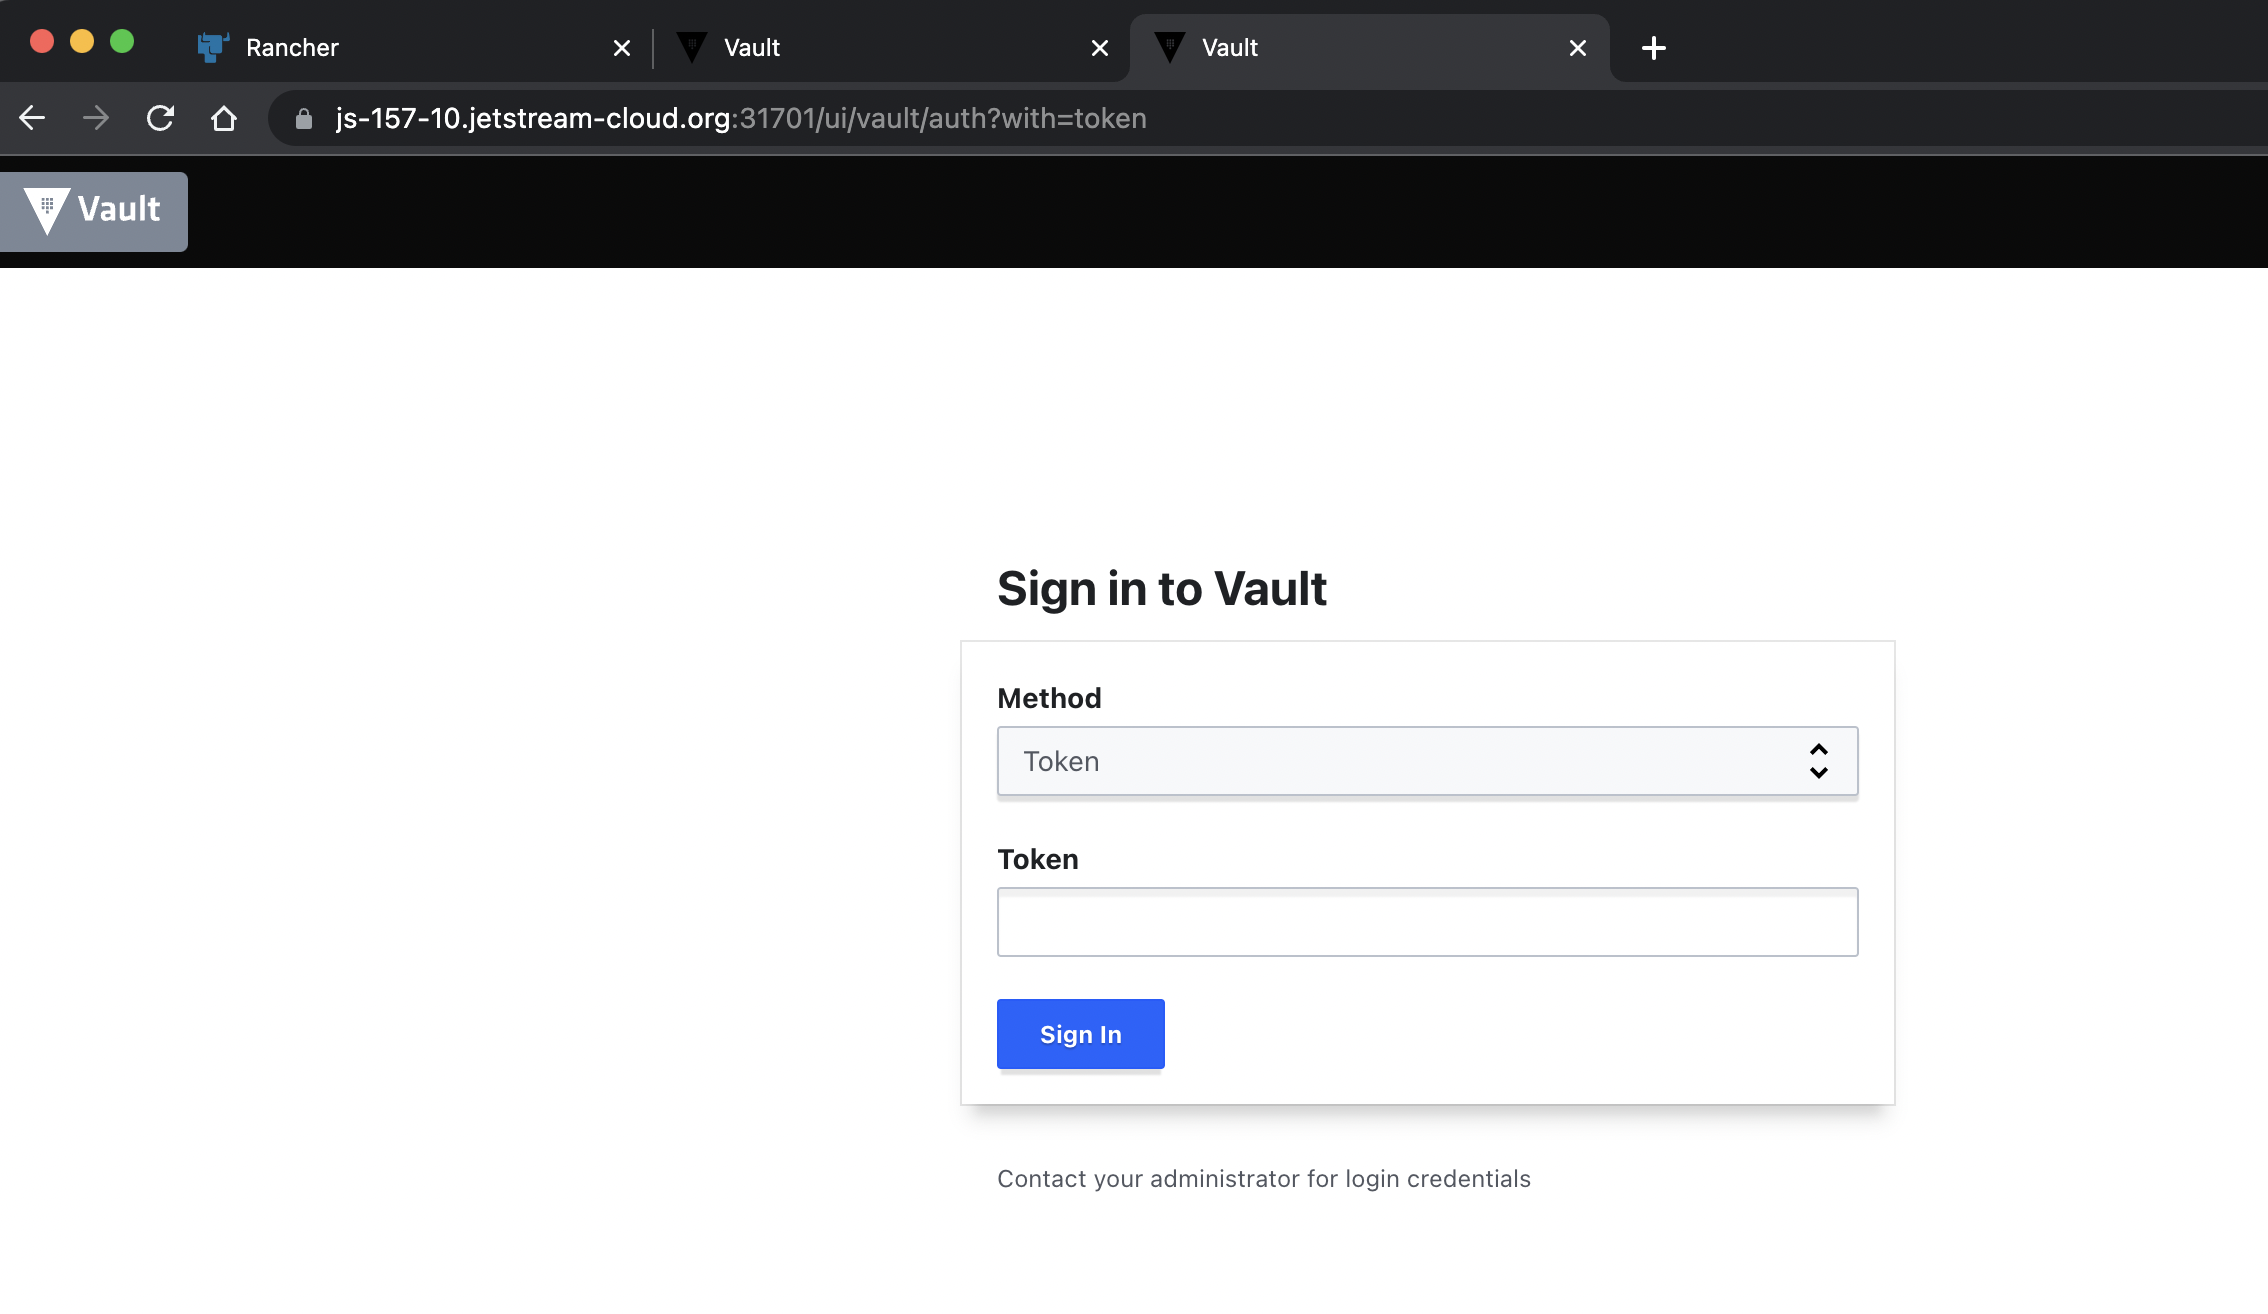 Rancher
Vault
Vault
js-157-10.jetstream-cloud.org:31701/ui/vault/auth?with=token
Vault
Sign in to Vault
Method
Token
Token
Sign In
Contact your administrator for login credentials